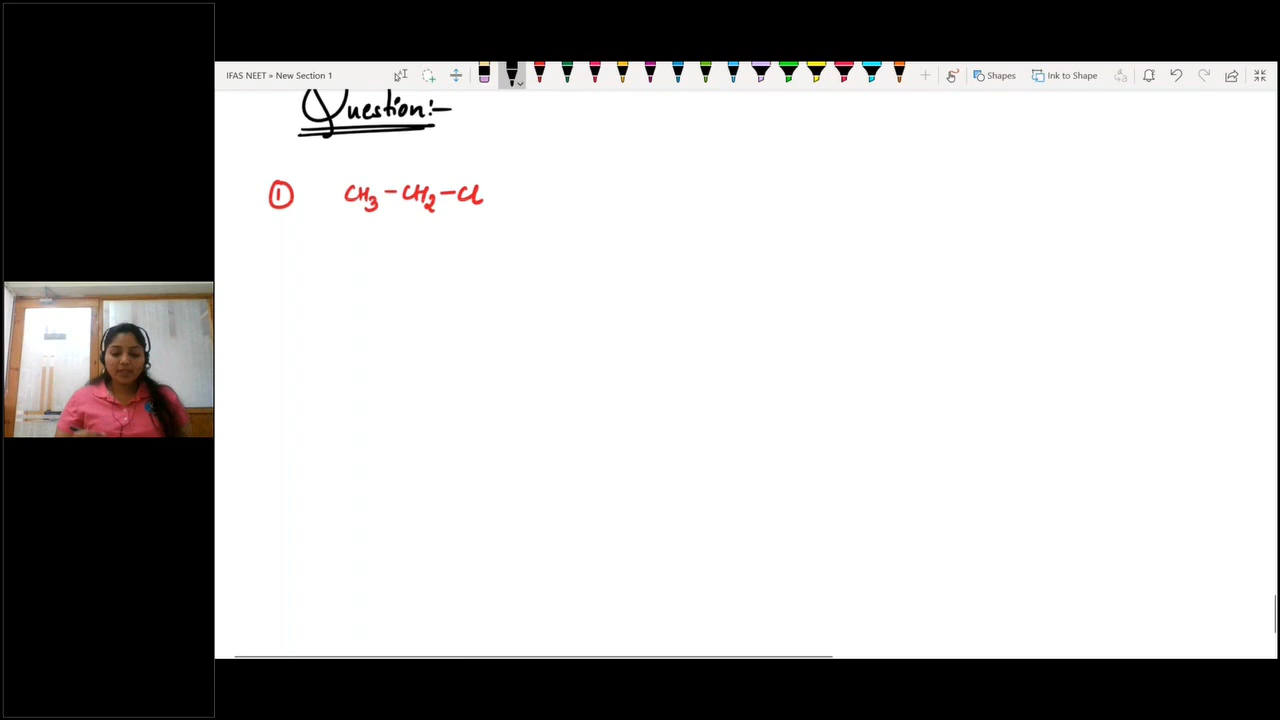 IFAS NEET » New Section 1
Shapes
Ink to Shape
Question:-
① CH₃-CH₂-Cl